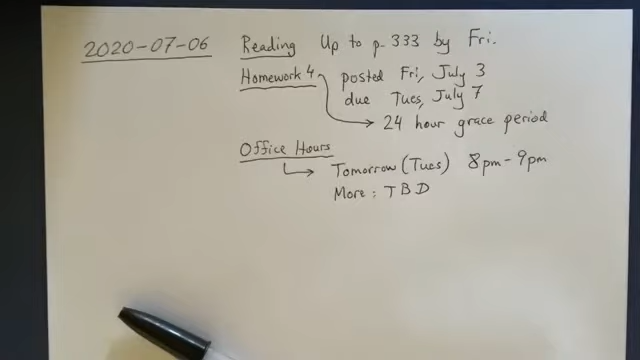 2020-07-06 Reading Up to p. 333 by Fri.
Homework 4 posted Fri, July 3
due Tues, July 7
24 hour grace period
Office Hours
Tomorrow (Tues) 8pm - 9pm
More: TBD